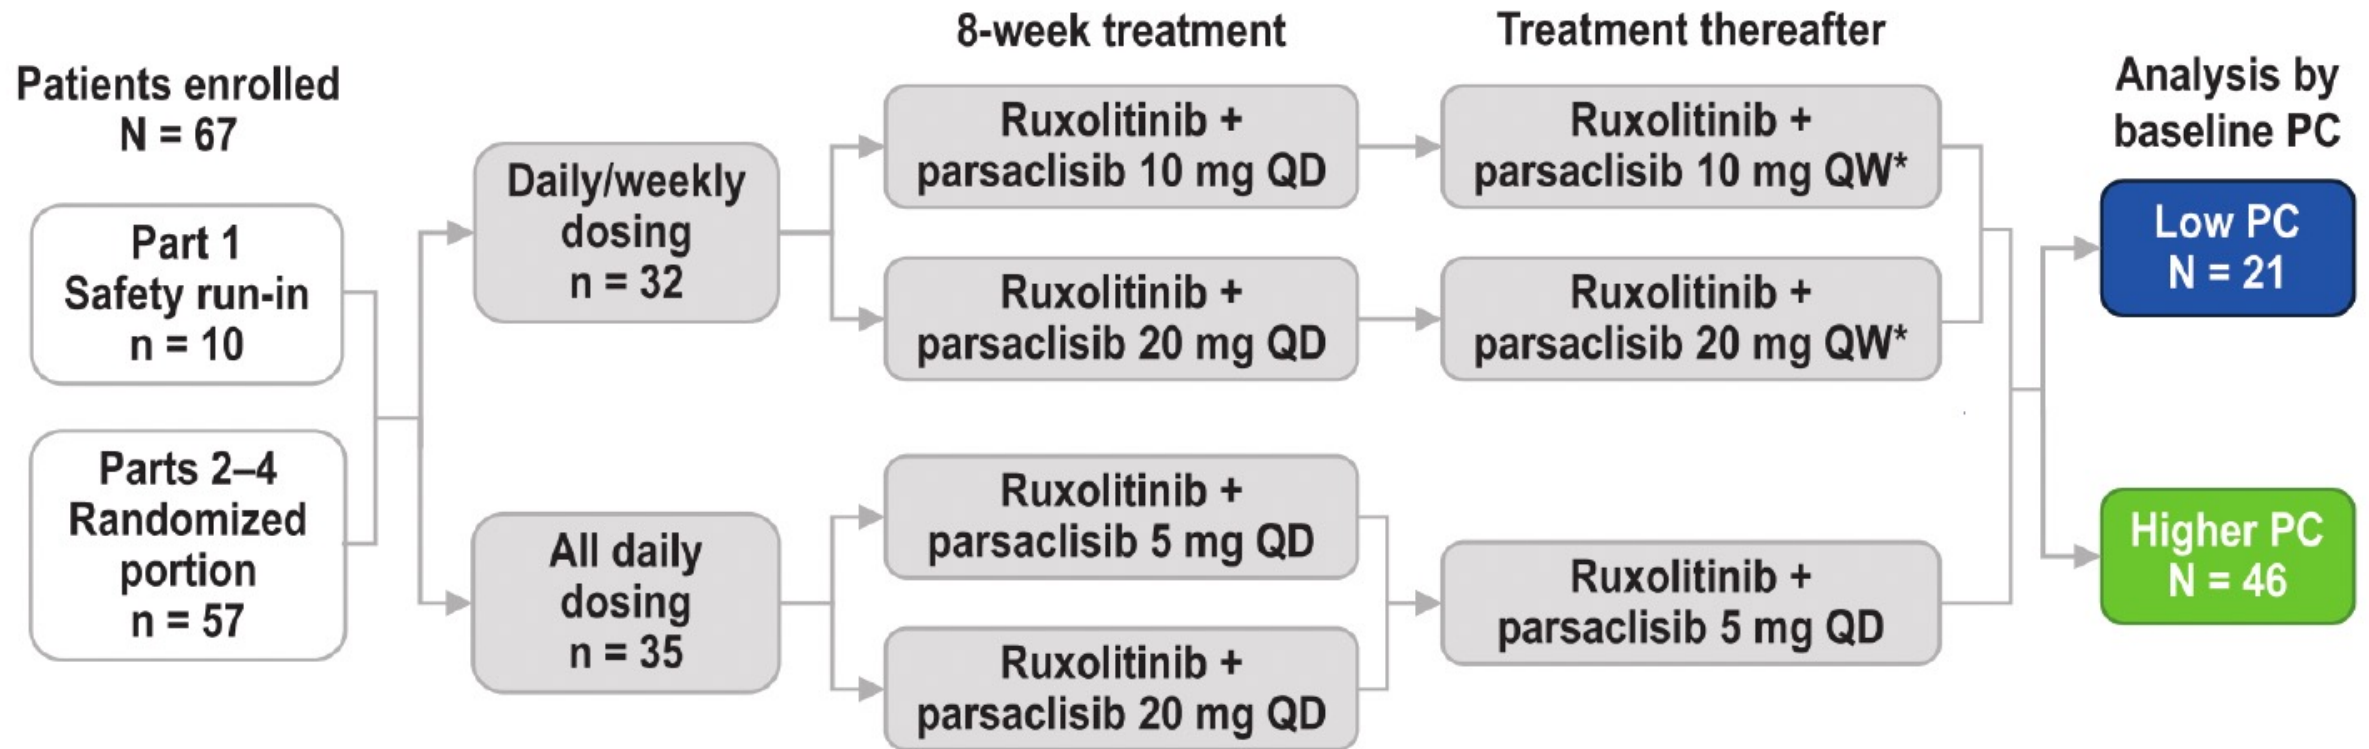 Patients enrolled
N = 67
Part 1
Safety run-in
n = 10
Parts 2–4
Randomized
portion
n = 57
Daily/weekly
dosing
n = 32
All daily
dosing
n = 35
8-week treatment
Ruxolitinib +
parsaclisib 10 mg QD
Ruxolitinib +
parsaclisib 20 mg QD
Ruxolitinib +
parsaclisib 5 mg QD
Ruxolitinib +
parsaclisib 20 mg QD
Treatment thereafter
Ruxolitinib +
parsaclisib 10 mg QW*
Ruxolitinib +
parsaclisib 20 mg QW*
Ruxolitinib +
parsaclisib 5 mg QD
Analysis by
baseline PC
Low PC
N = 21
Higher PC
N = 46